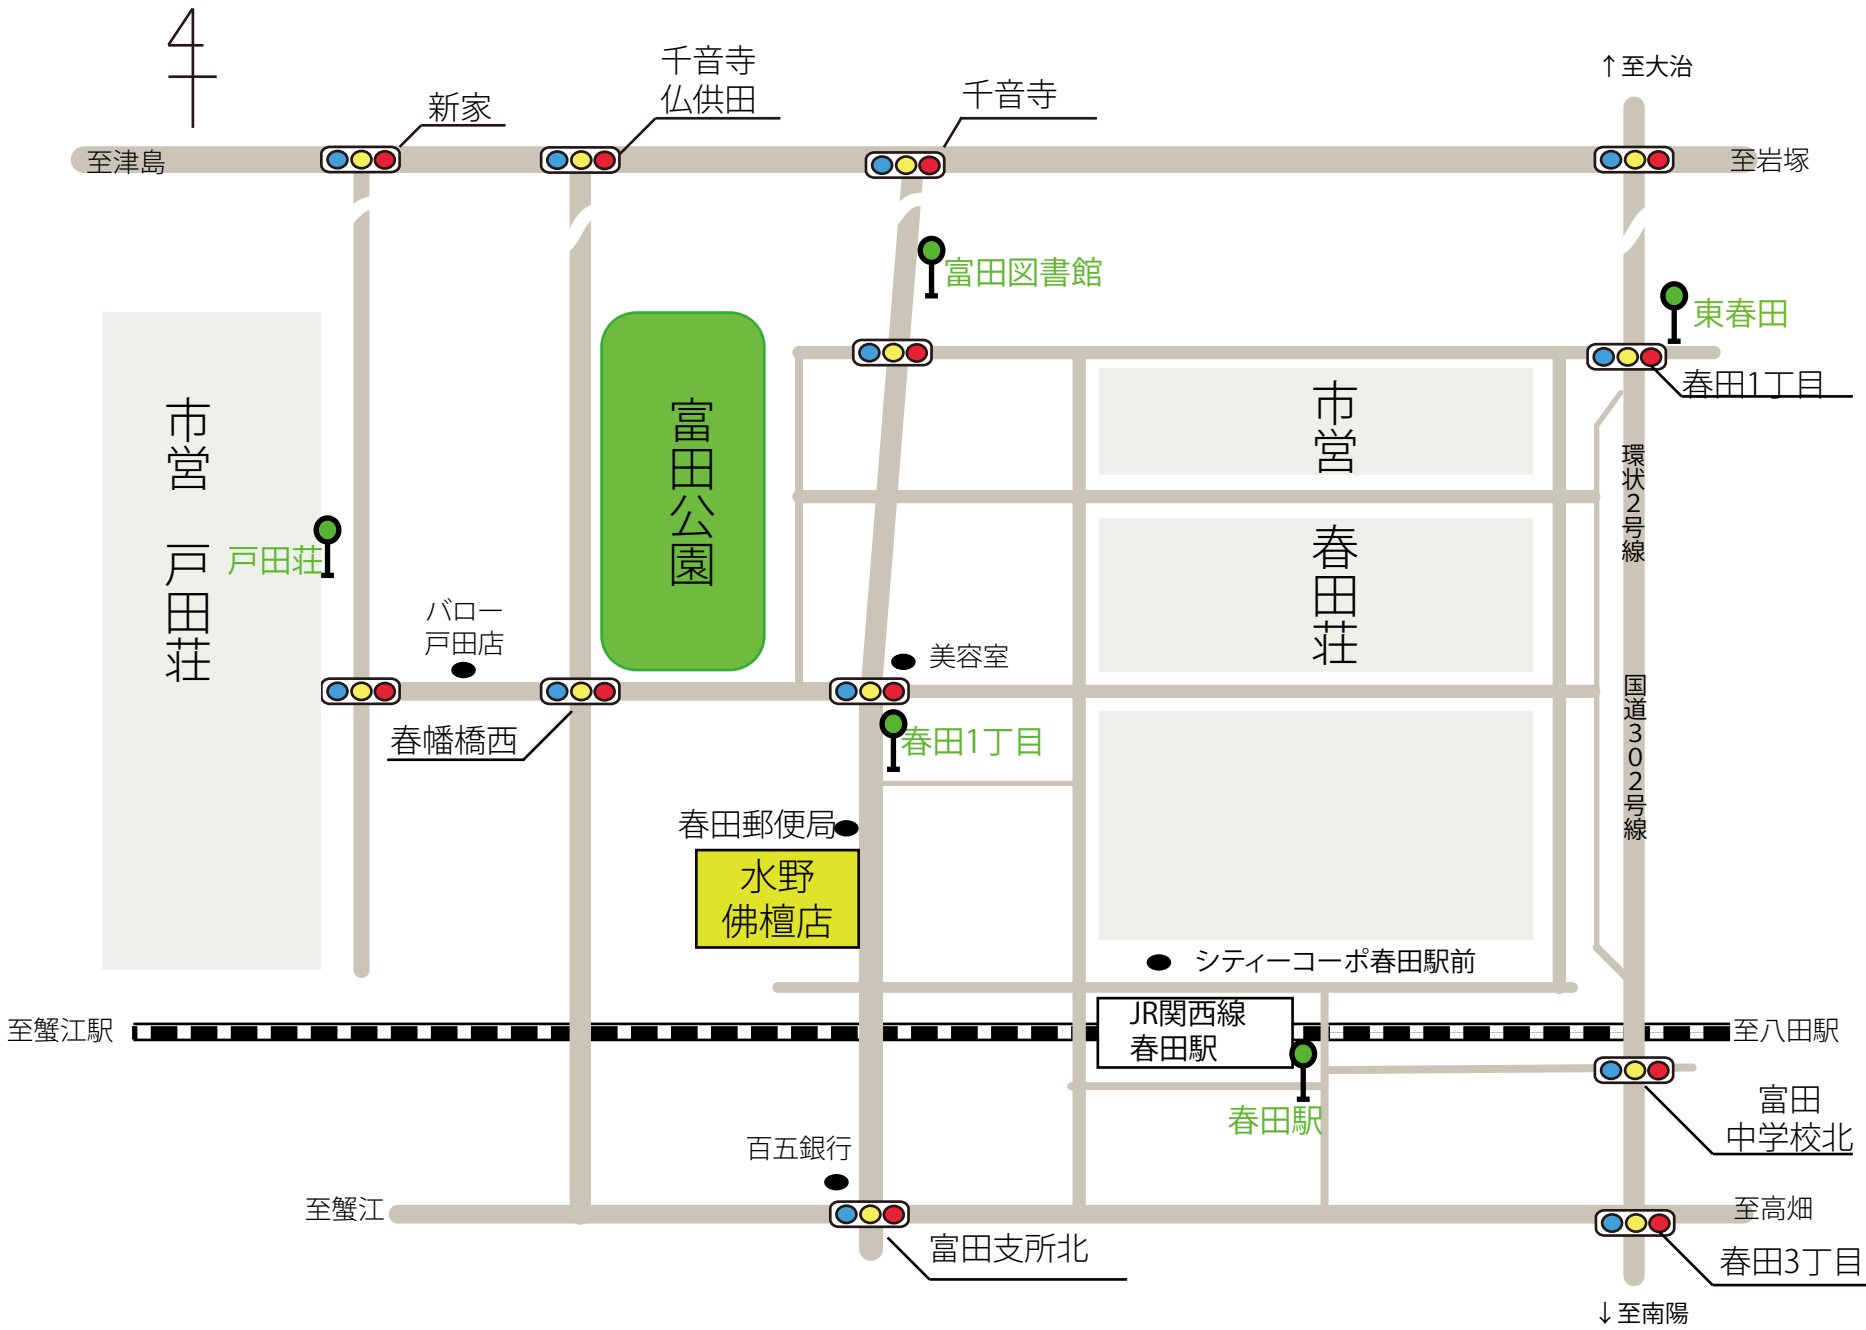 ↑至大治
千音寺
仏供田
千音寺
新家
至津島
至岩塚
富田図書館
東春田
春田1丁目
市営 戸田荘
富田公園
市営
春田荘
環状2号線
戸田荘
バロー
戸田店
美容室
国道302号線
春幡橋西
春田1丁目
春田郵便局
水野
佛檀店
シティーコーポ春田駅前
JR関西線
春田駅
至蟹江駅
至八田駅
春田駅
富田
中学校北
百五銀行
至蟹江
至高畑
富田支所北
春田3丁目
↓至南陽